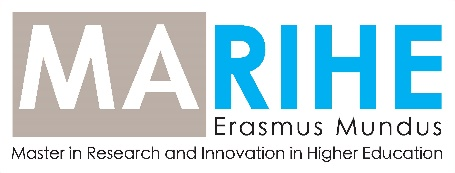 MARIHE
Erasmus Mundus
Master in Research and Innovation in Higher Education